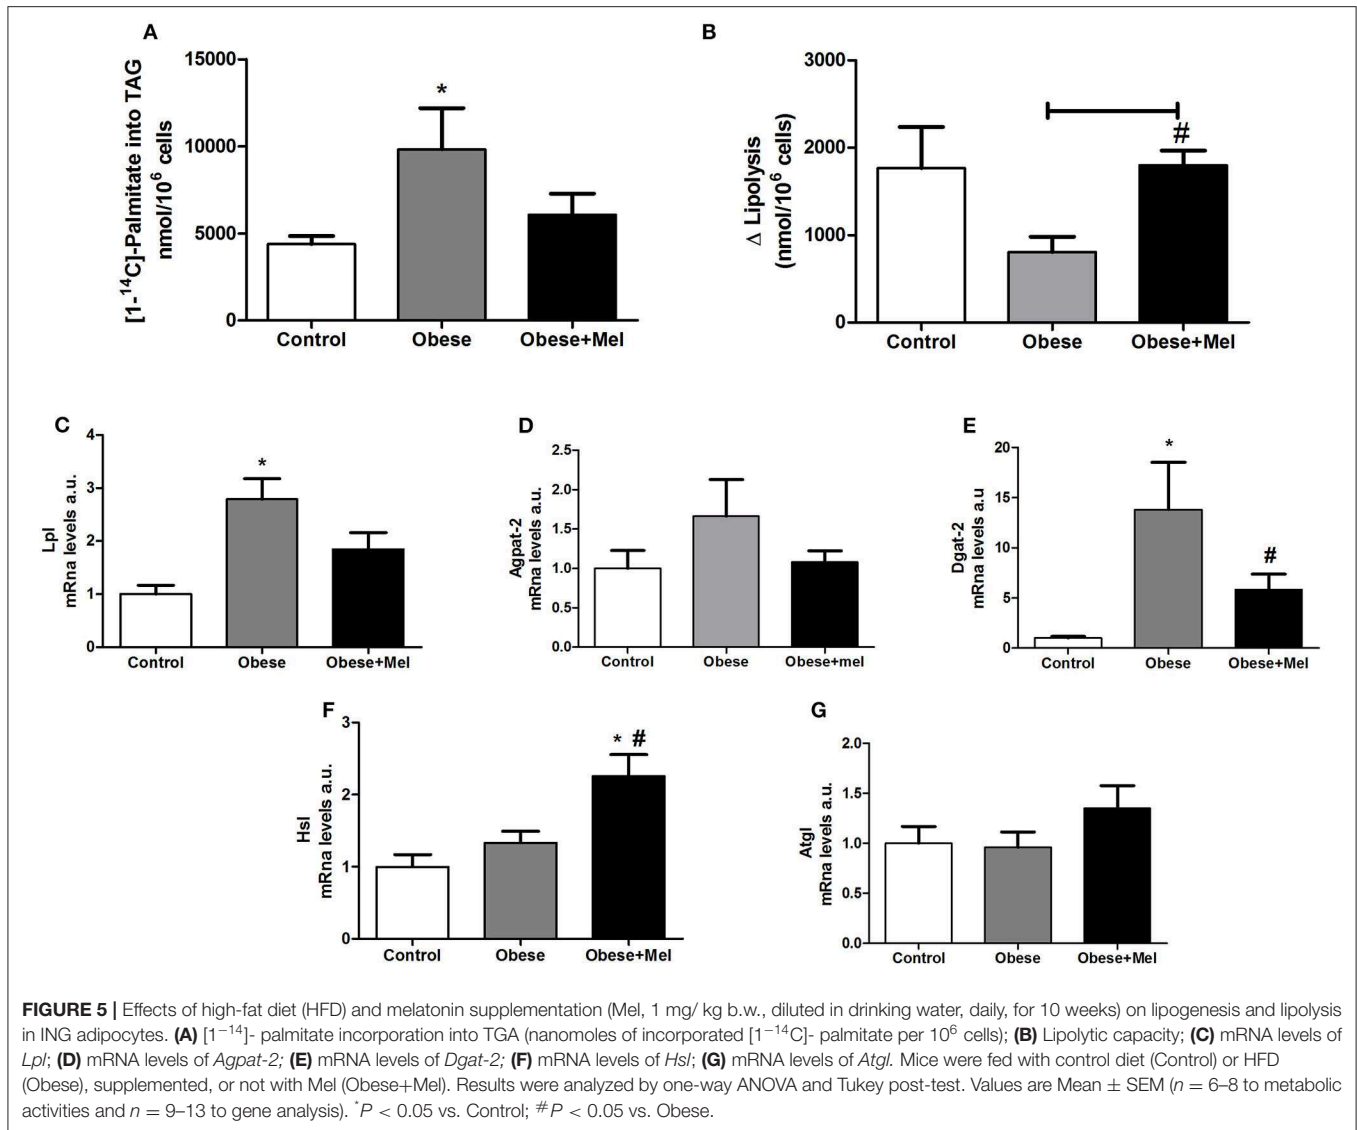 A
[1-¹⁴C]-Palmitate into TAG
nmol/10⁶ cells
15000
10000
5000
0
*
Control Obese Obese+Mel
B
Δ Lipolysis
(nmol/10⁶ cells)
3000
2000
1000
0
#
Control Obese Obese+Mel
C
Lpl
mRna levels a.u.
4
3
2
1
0
*
Control Obese Obese+Mel
D
Agpat-2
mRna levels a.u.
2.5
2.0
1.5
1.0
0.5
0.0
Control Obese Obese+mel
E
Dgat-2
mRna levels a.u
20
15
10
5
0
*
#
Control Obese Obese+Mel
F
Hsl
mRna levels a.u.
3
2
1
0
* #
Control Obese Obese+Mel
G
Atgl
mRna levels a.u.
2.0
1.5
1.0
0.5
0.0
Control Obese Obese+Mel
FIGURE 5 | Effects of high-fat diet (HFD) and melatonin supplementation (Mel, 1 mg/ kg b.w., diluted in drinking water, daily, for 10 weeks) on lipogenesis and lipolysis
in ING adipocytes. (A) [1⁻¹⁴]- palmitate incorporation into TGA (nanomoles of incorporated [1⁻¹⁴C]- palmitate per 10⁶ cells); (B) Lipolytic capacity; (C) mRNA levels of
Lpl; (D) mRNA levels of Agpat-2; (E) mRNA levels of Dgat-2; (F) mRNA levels of Hsl; (G) mRNA levels of Atgl. Mice were fed with control diet (Control) or HFD
(Obese), supplemented, or not with Mel (Obese+Mel). Results were analyzed by one-way ANOVA and Tukey post-test. Values are Mean ± SEM (n = 6–8 to metabolic
activities and n = 9–13 to gene analysis). *P < 0.05 vs. Control; #P < 0.05 vs. Obese.